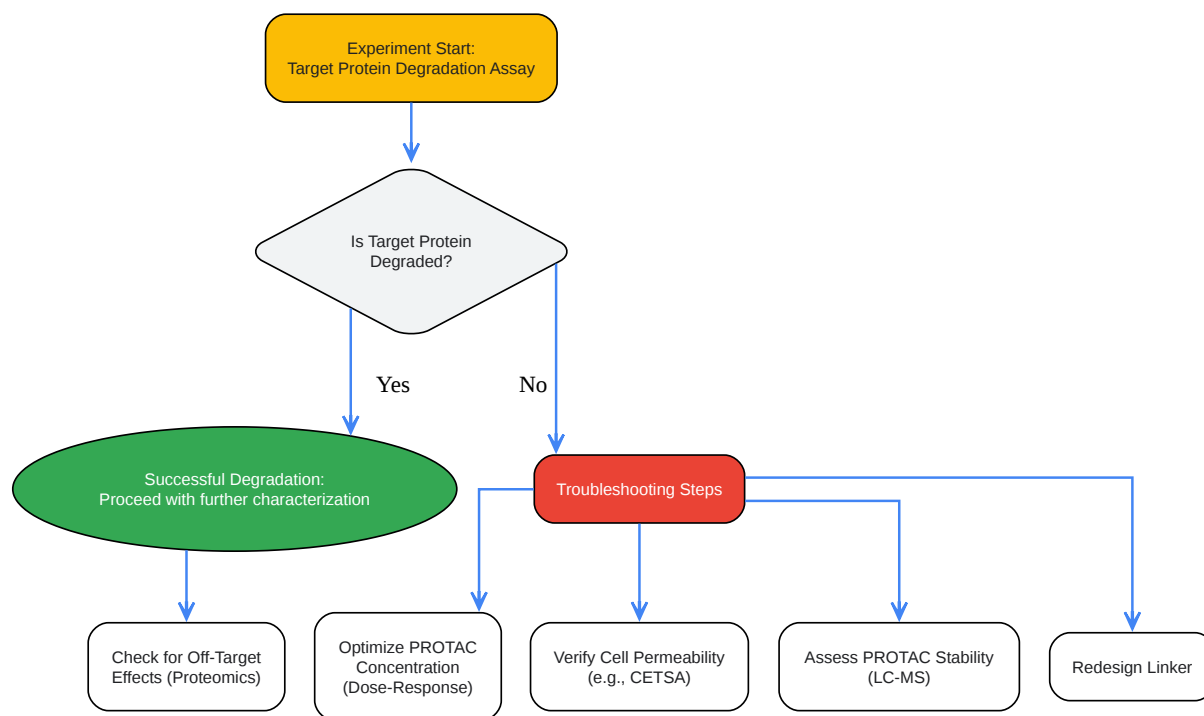 Experiment Start:
Target Protein Degradation Assay
Is Target Protein
Degraded?
Yes
No
Successful Degradation:
Proceed with further characterization
Troubleshooting Steps
Check for Off-Target
Effects (Proteomics)
Optimize PROTAC
Concentration
(Dose-Response)
Verify Cell Permeability
(e.g., CETSA)
Assess PROTAC Stability
(LC-MS)
Redesign Linker